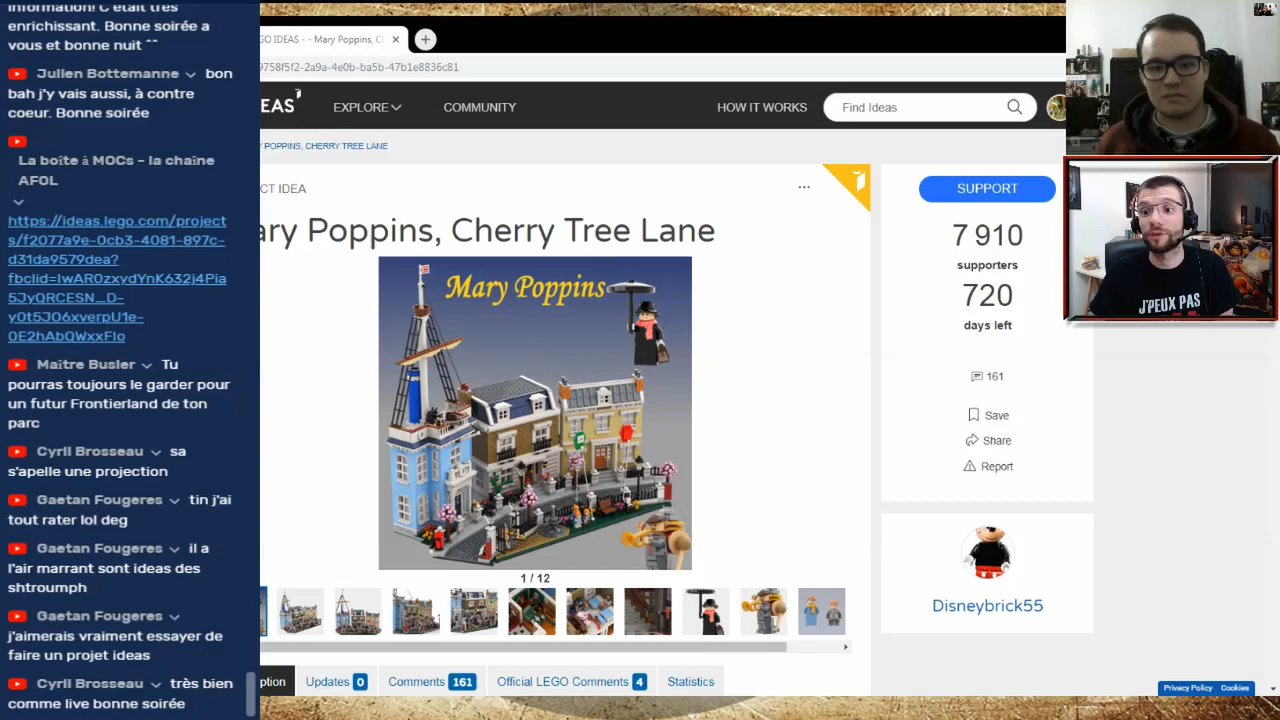 information! C'était très
enrichissant. Bonne soirée a
vous et bonne nuit ^^
Julien Bottemanne bon
bah j'y vais aussi, à contre
coeur. Bonne soirée
La boîte à MOCs - la chaîne
AFOL
https://ideas.lego.com/project
s/f2077a9e-0cb3-4081-897c-
d31da9579dea?
fbclid=IwAR0zxydYnK632j4Pia
5JyQRCESN_D-
y0t5JO6xverpU1e-
0E2hAbQWxxFlo
Maître Busler Tu
pourras toujours le garder pour
un futur Frontierland de ton
parc
Cyril Brosseau sa
s'apelle une projection
Gaetan Fougeres tin j'ai
tout rater lol deg
Gaetan Fougeres il a
l'air marrant sont ideas des
shtroumph
Gaetan Fougeres
j'aimerais vraiment essayer de
faire un projet ideas
Cyril Brosseau très bien
comme live bonne soirée
GO IDEAS - - Mary Poppins, C
9758f5f2-2a9a-4e0b-ba5b-47b1e8836c81
EAS
EXPLORE
COMMUNITY
HOW IT WORKS
Find Ideas
Y POPPINS, CHERRY TREE LANE
CT IDEA
ary Poppins, Cherry Tree Lane
Mary Poppins
1 / 12
ption
Updates 0
Comments 161
Official LEGO Comments 4
Statistics
SUPPORT
7 910
supporters
720
days left
161
Save
Share
Report
Disneybrick55
Privacy Policy Cookies
J'PEUX PAS